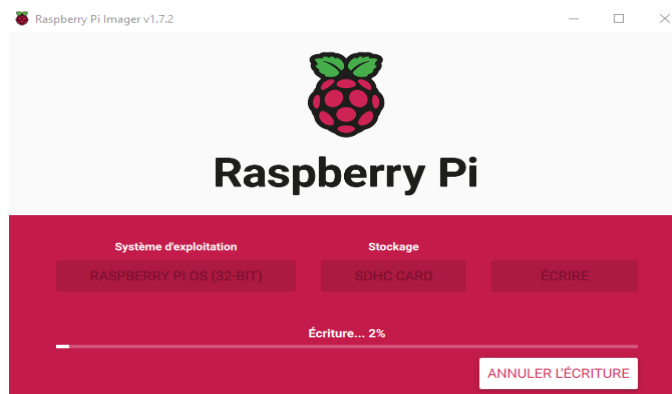 Raspberry Pi Imager v1.7.2
Raspberry Pi
Système d'exploitation Stockage
RASPBERRY PI OS (32-BIT) SDHC CARD ÉCRIRE
Écriture... 2%
ANNULER L'ÉCRITURE